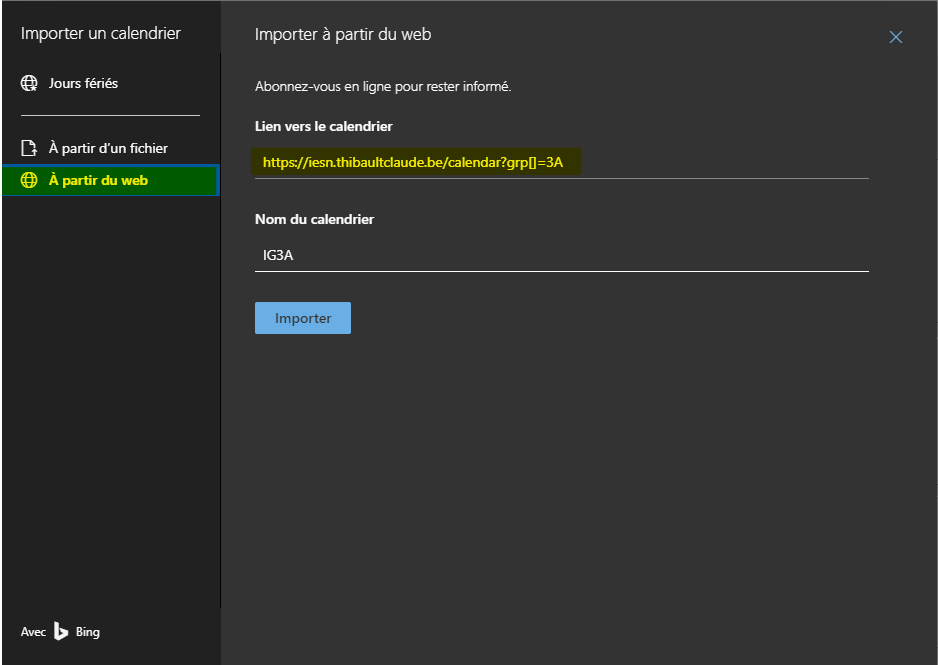 Importer un calendrier
Jours fériés
À partir d'un fichier
À partir du web
Avec Bing
Importer à partir du web
Abonnez-vous en ligne pour rester informé.
Lien vers le calendrier
https://iesn.thibaultclaude.be/calendar?grp[]=3A
Nom du calendrier
IG3A
Importer